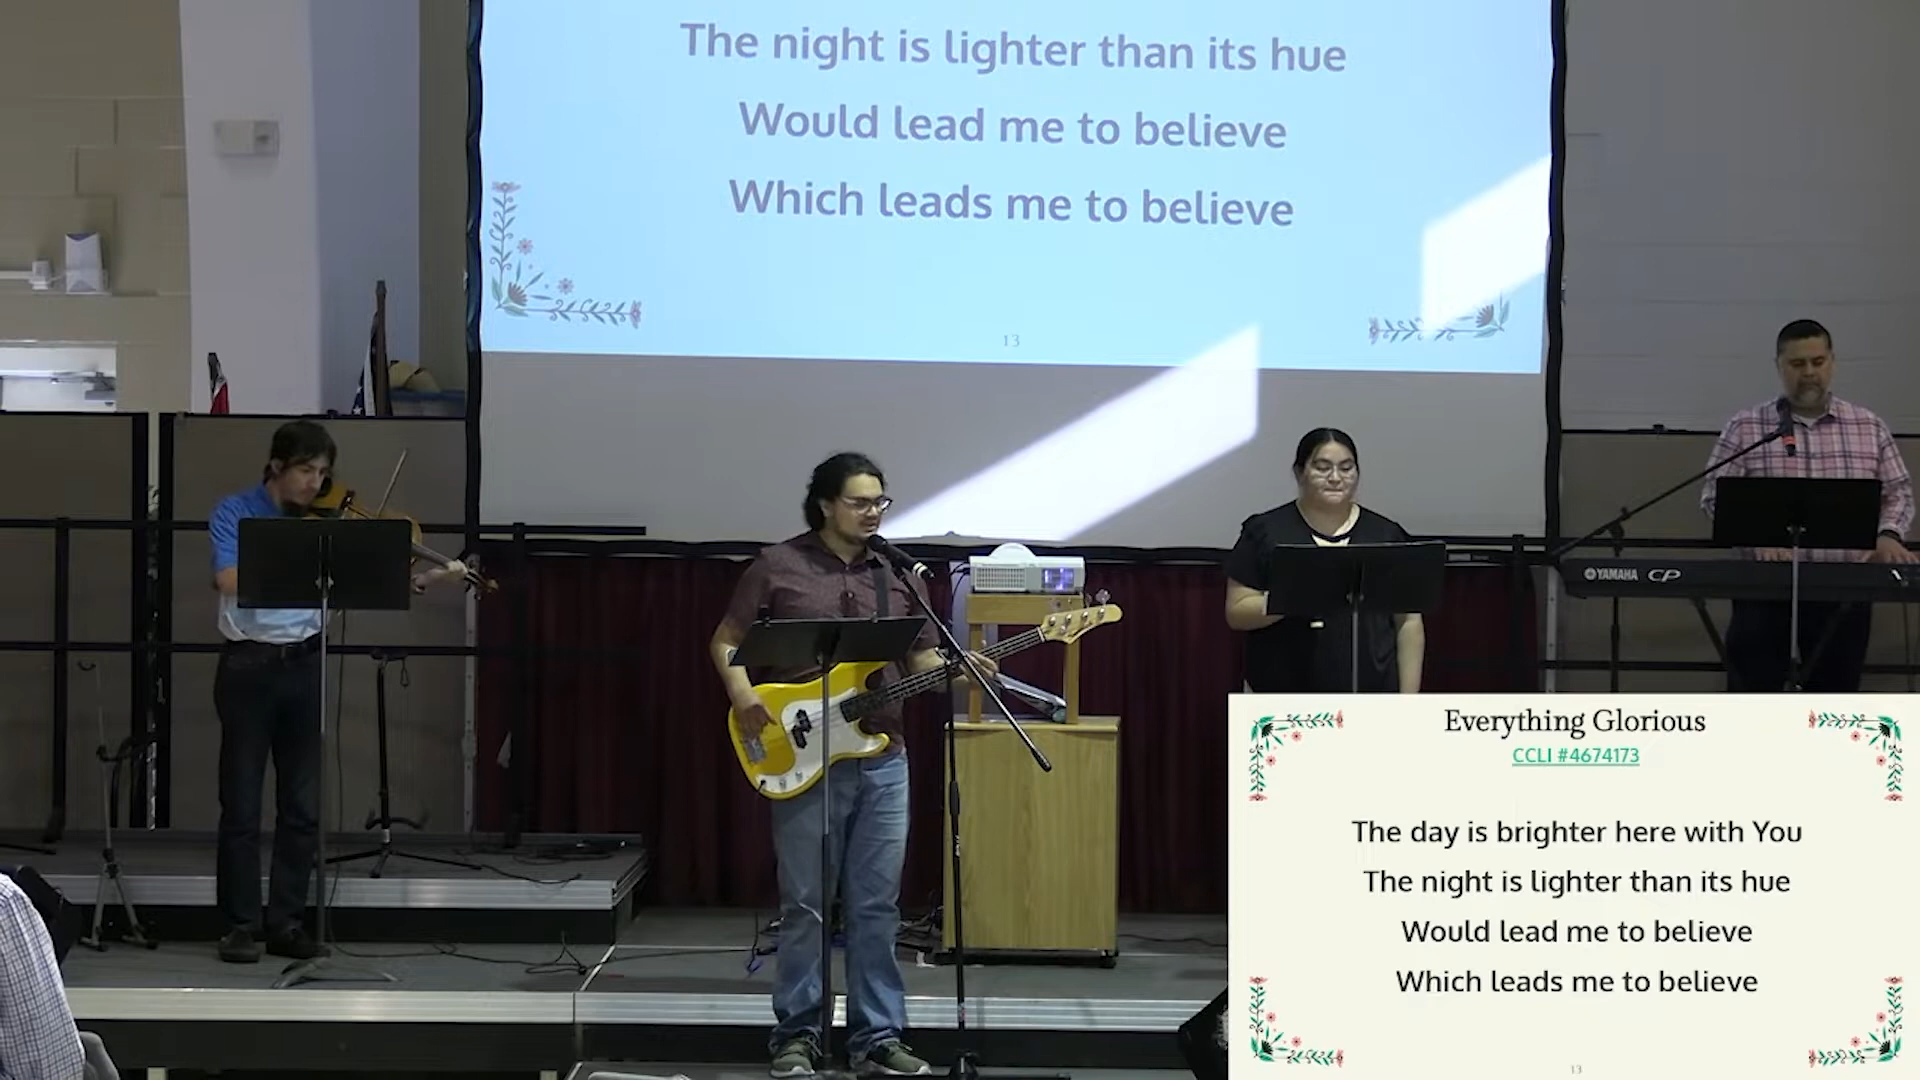 The night is lighter than its hue
Would lead me to believe
Which leads me to believe
13
YAMAHA CP
Everything Glorious
CCLI #4674173
The day is brighter here with You
The night is lighter than its hue
Would lead me to believe
Which leads me to believe
13